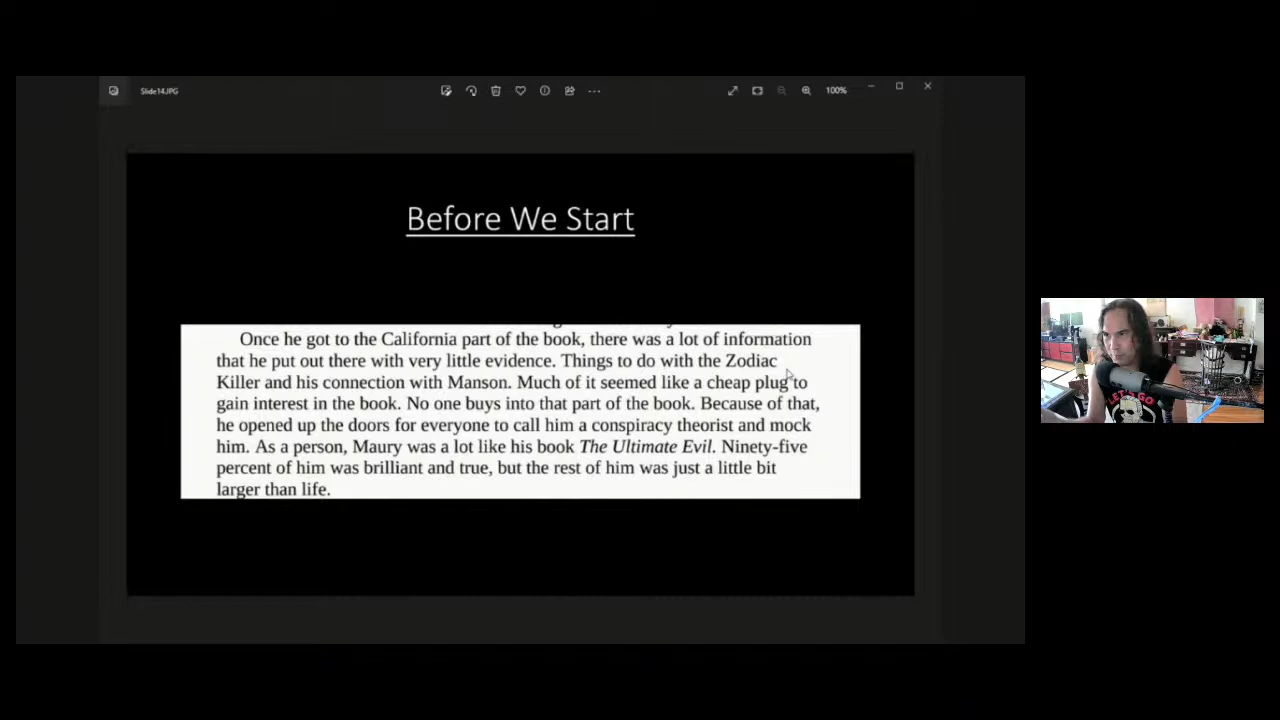 Slide14.JPG
100%
Before We Start
Once he got to the California part of the book, there was a lot of information
that he put out there with very little evidence. Things to do with the Zodiac
Killer and his connection with Manson. Much of it seemed like a cheap plug to
gain interest in the book. No one buys into that part of the book. Because of that,
he opened up the doors for everyone to call him a conspiracy theorist and mock
him. As a person, Maury was a lot like his book The Ultimate Evil. Ninety-five
percent of him was brilliant and true, but the rest of him was just a little bit
larger than life.